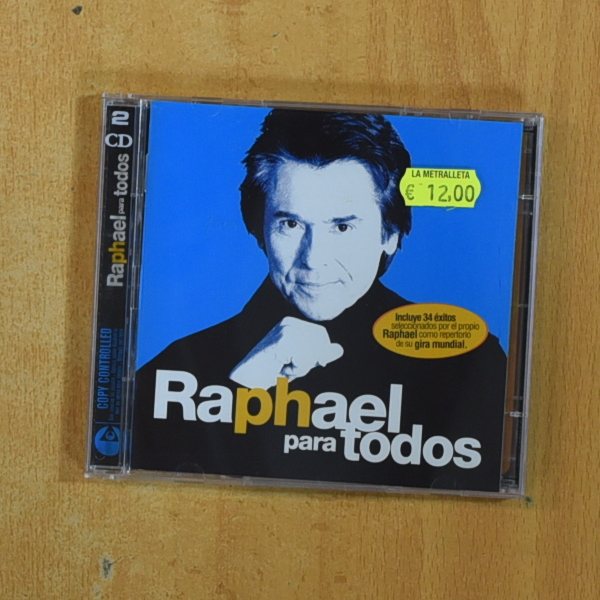 2
CD
Raphael para todos
COPY CONTROLLED
LA METRALLETA
€ 12,00
Incluye 34 éxitos
seleccionados por el propio
Raphael como repertorio
de su gira mundial.
Raphael
para todos